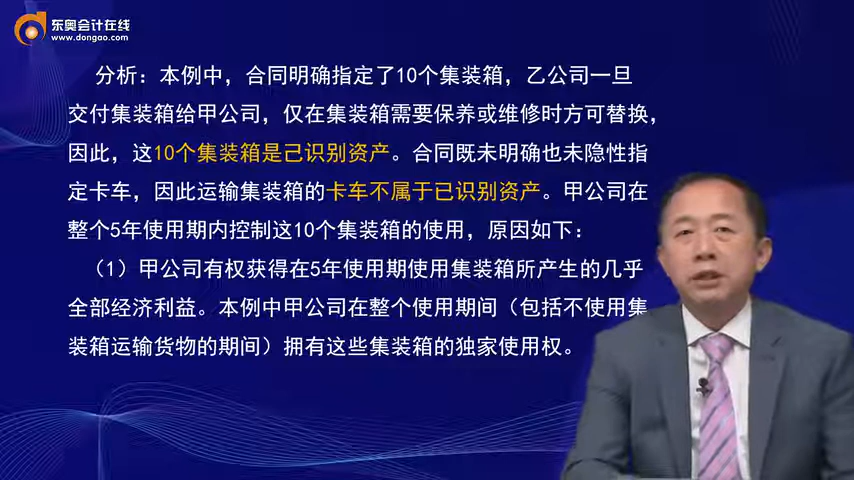 东奥会计在线
www.dongao.com
分析：本例中，合同明确指定了10个集装箱，乙公司一旦
交付集装箱给甲公司，仅在集装箱需要保养或维修时方可替换，
因此，这10个集装箱是已识别资产。合同既未明确也未隐性指
定卡车，因此运输集装箱的卡车不属于已识别资产。甲公司在
整个5年使用期内控制这10个集装箱的使用，原因如下：
（1）甲公司有权获得在5年使用期使用集装箱所产生的几乎
全部经济利益。本例中甲公司在整个使用期间（包括不使用集
装箱运输货物的期间）拥有这些集装箱的独家使用权。